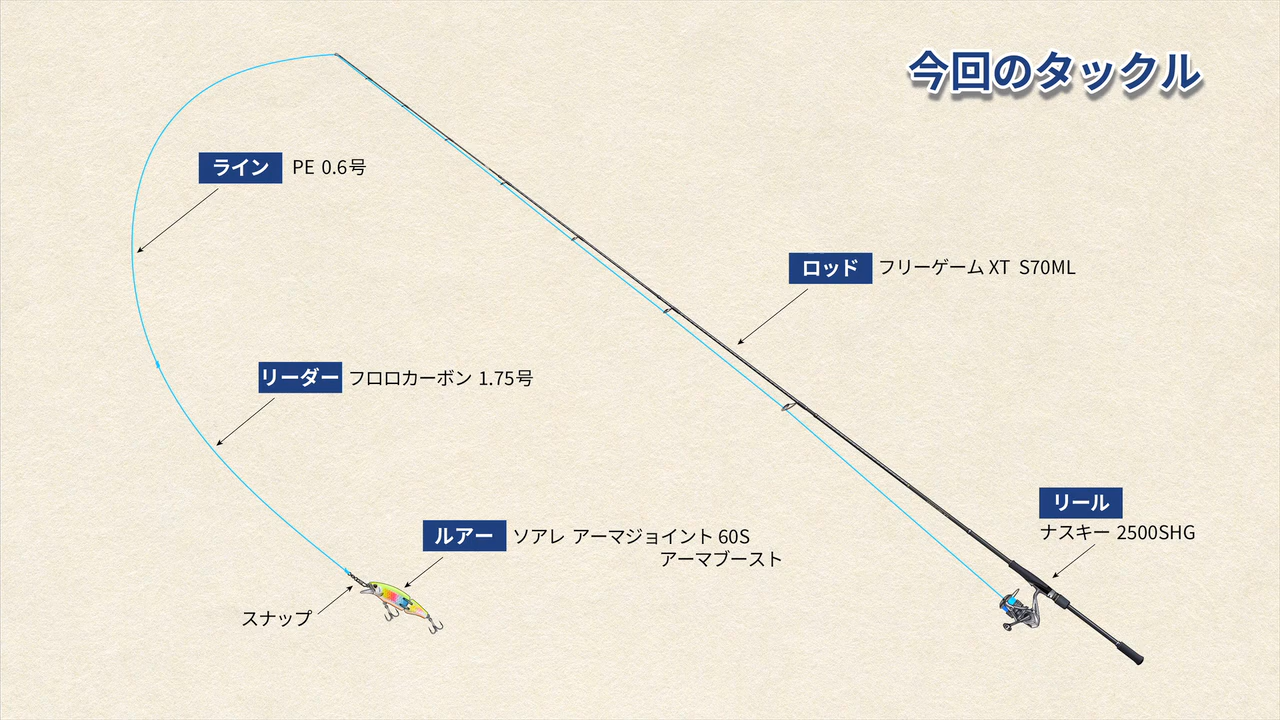 今回のタックル
ライン PE 0.6号
ロッド フリーゲーム XT S70ML
リーダー フロロカーボン 1.75号
リール
ナスキー 2500SHG
ルアー ソアレ アーマジョイント 60S
アーマブースト
スナップ